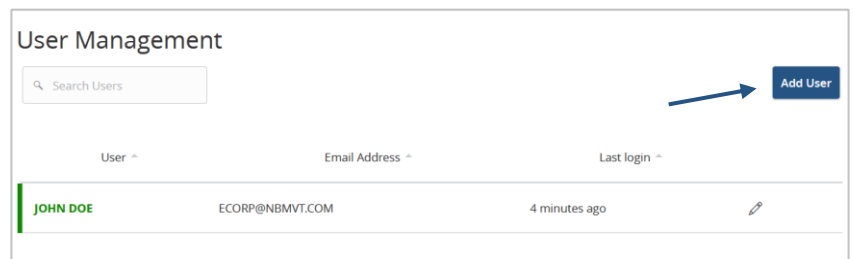 User Management
Search Users
Add User
User Email Address Last login
JOHN DOE ECORP@NBMVT.COM 4 minutes ago